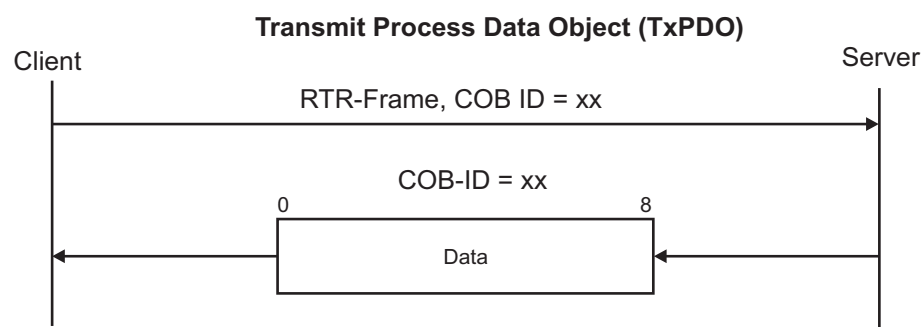 Transmit Process Data Object (TxPDO)
Client
Server
RTR-Frame, COB ID = xx
COB-ID = xx
0
8
Data